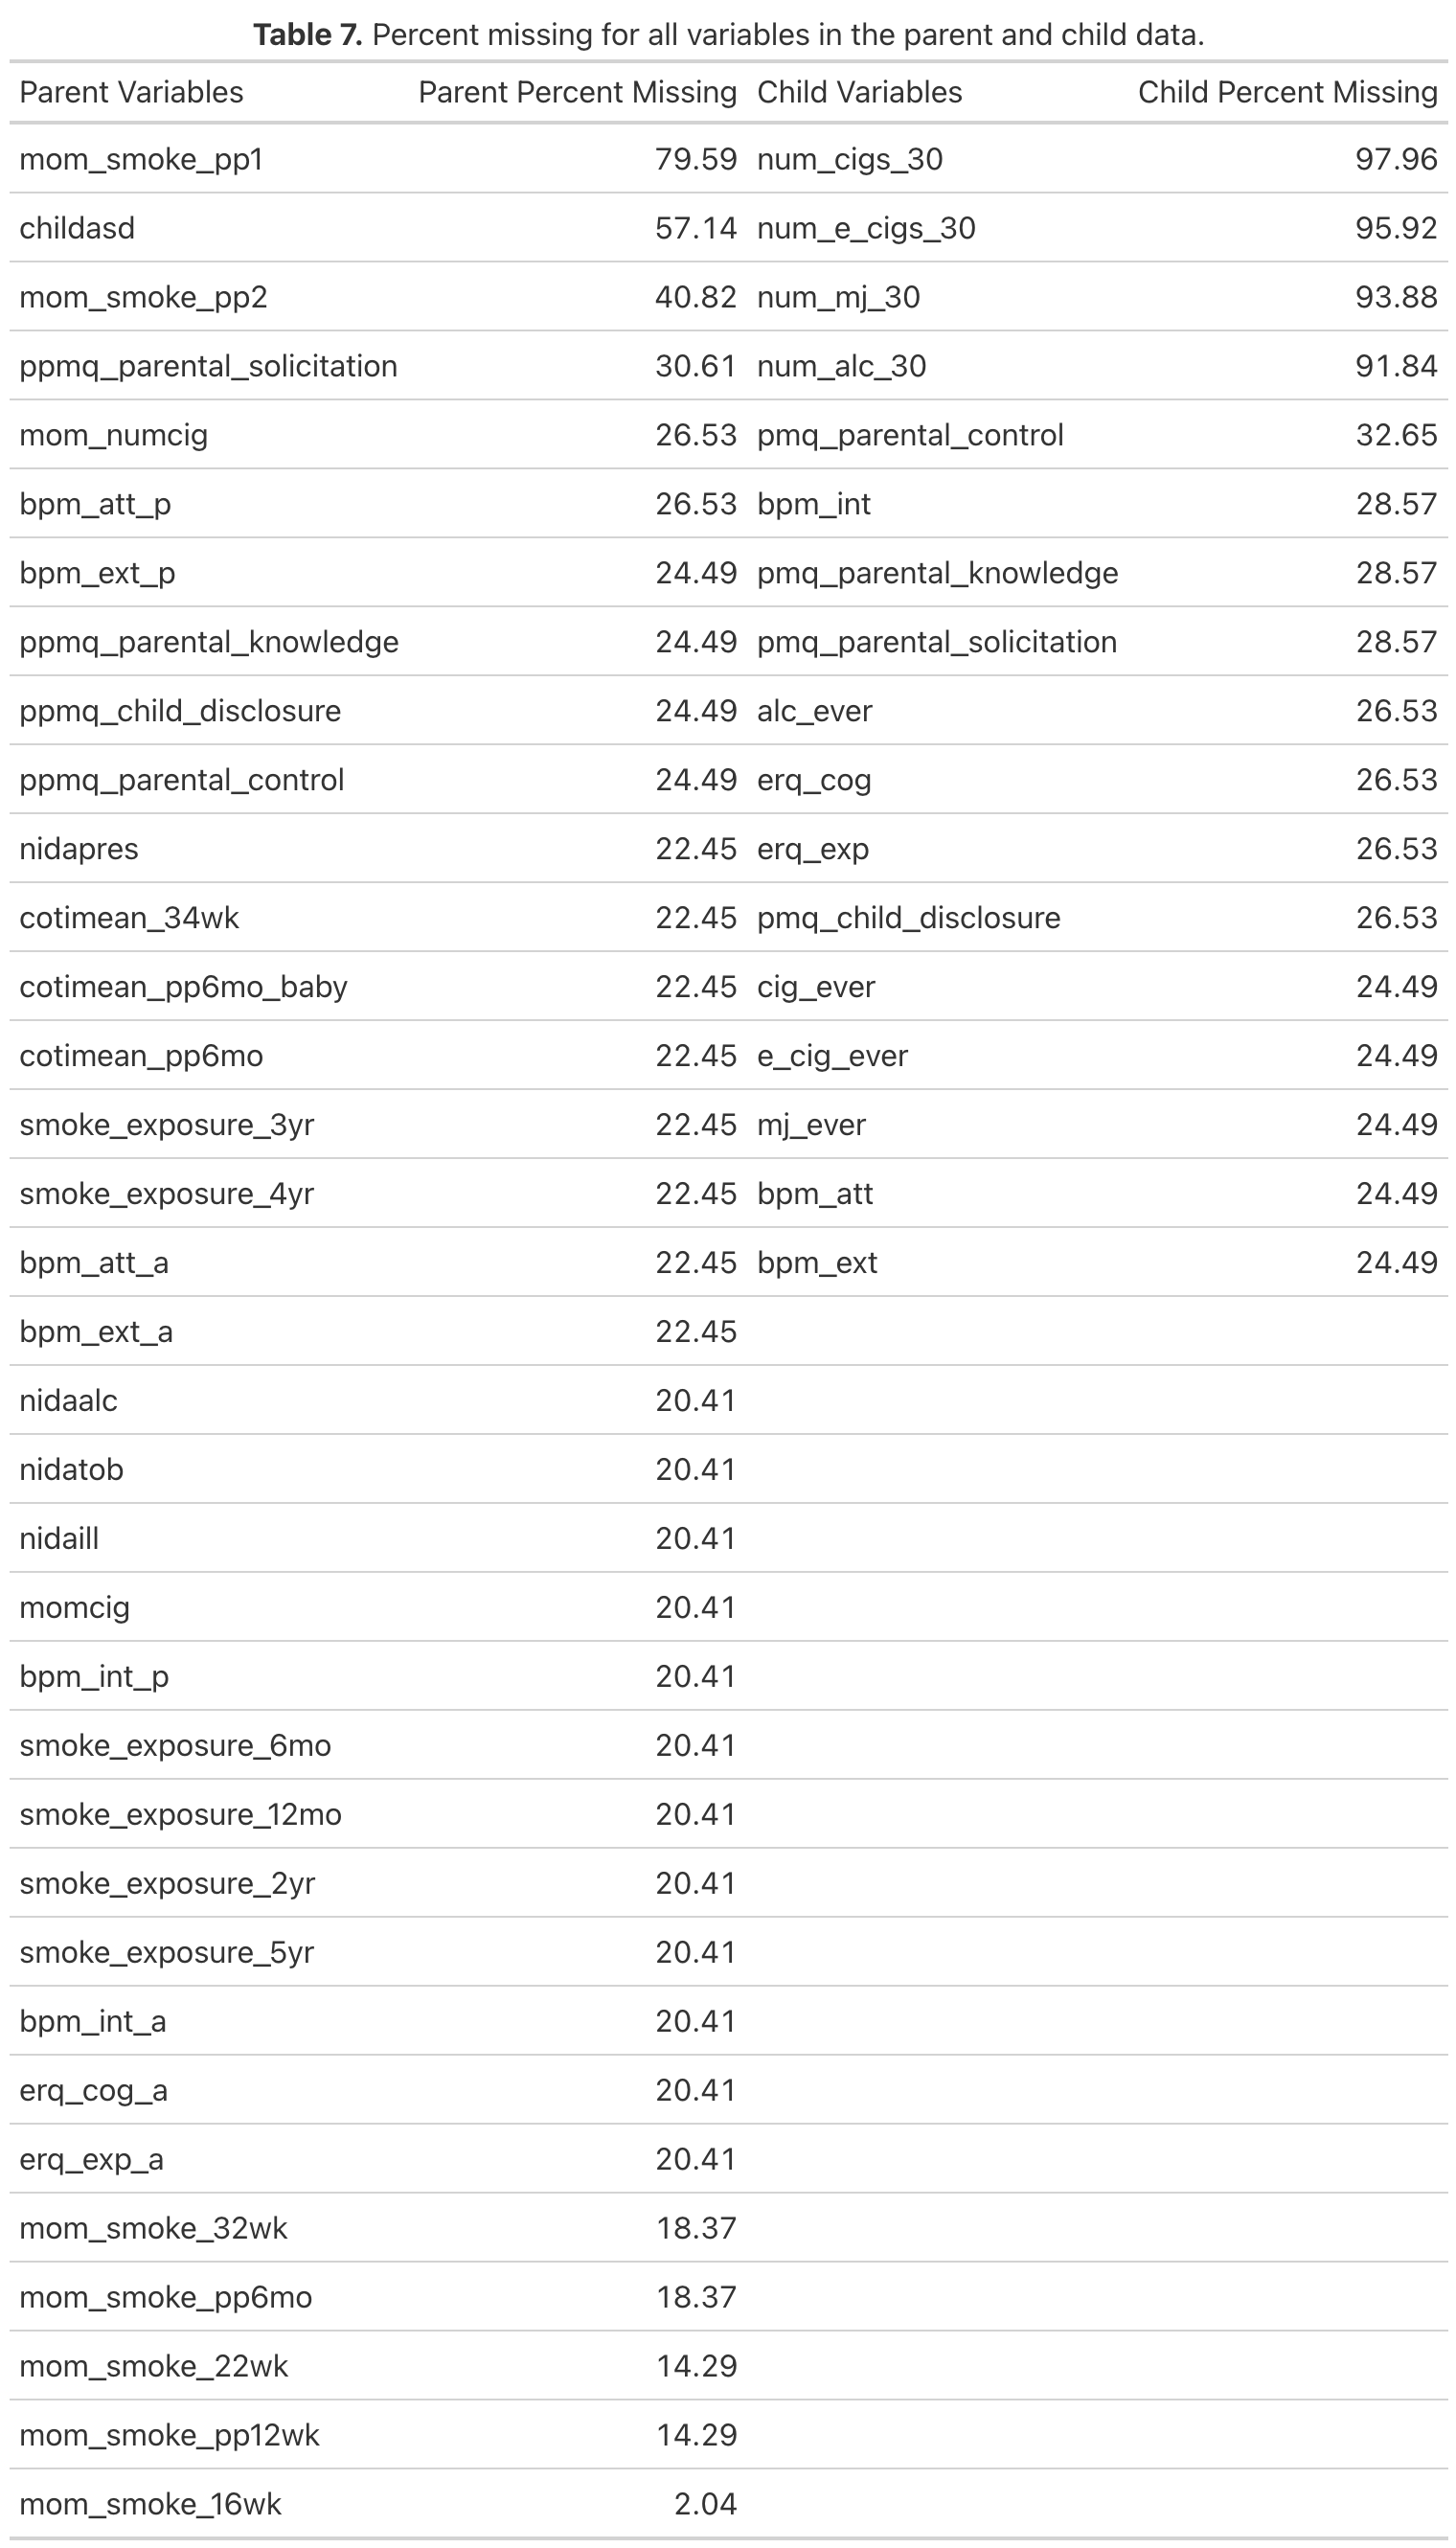 Table 7. Percent missing for all variables in the parent and child data.
Parent Variables Parent Percent Missing Child Variables Child Percent Missing
mom_smoke_pp1 79.59 num_cigs_30 97.96
childasd 57.14 num_e_cigs_30 95.92
mom_smoke_pp2 40.82 num_mj_30 93.88
ppmq_parental_solicitation 30.61 num_alc_30 91.84
mom_numcig 26.53 pmq_parental_control 32.65
bpm_att_p 26.53 bpm_int 28.57
bpm_ext_p 24.49 pmq_parental_knowledge 28.57
ppmq_parental_knowledge 24.49 pmq_parental_solicitation 28.57
ppmq_child_disclosure 24.49 alc_ever 26.53
ppmq_parental_control 24.49 erq_cog 26.53
nidapres 22.45 erq_exp 26.53
cotimean_34wk 22.45 pmq_child_disclosure 26.53
cotimean_pp6mo_baby 22.45 cig_ever 24.49
cotimean_pp6mo 22.45 e_cig_ever 24.49
smoke_exposure_3yr 22.45 mj_ever 24.49
smoke_exposure_4yr 22.45 bpm_att 24.49
bpm_att_a 22.45 bpm_ext 24.49
bpm_ext_a 22.45
nidaalc 20.41
nidatob 20.41
nidaill 20.41
momcig 20.41
bpm_int_p 20.41
smoke_exposure_6mo 20.41
smoke_exposure_12mo 20.41
smoke_exposure_2yr 20.41
smoke_exposure_5yr 20.41
bpm_int_a 20.41
erq_cog_a 20.41
erq_exp_a 20.41
mom_smoke_32wk 18.37
mom_smoke_pp6mo 18.37
mom_smoke_22wk 14.29
mom_smoke_pp12wk 14.29
mom_smoke_16wk 2.04